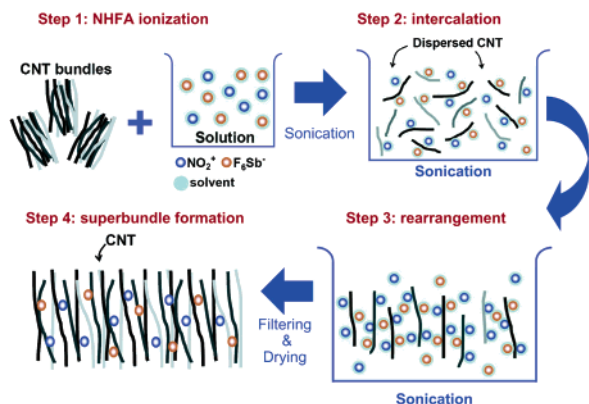 Step 1: NHFA ionization
CNT bundles
Solution
NO₂⁺ F₆Sb⁻
solvent
Sonication
Step 2: intercalation
Dispersed CNT
Sonication
Step 3: rearrangement
Sonication
Filtering
&
Drying
Step 4: superbundle formation
CNT